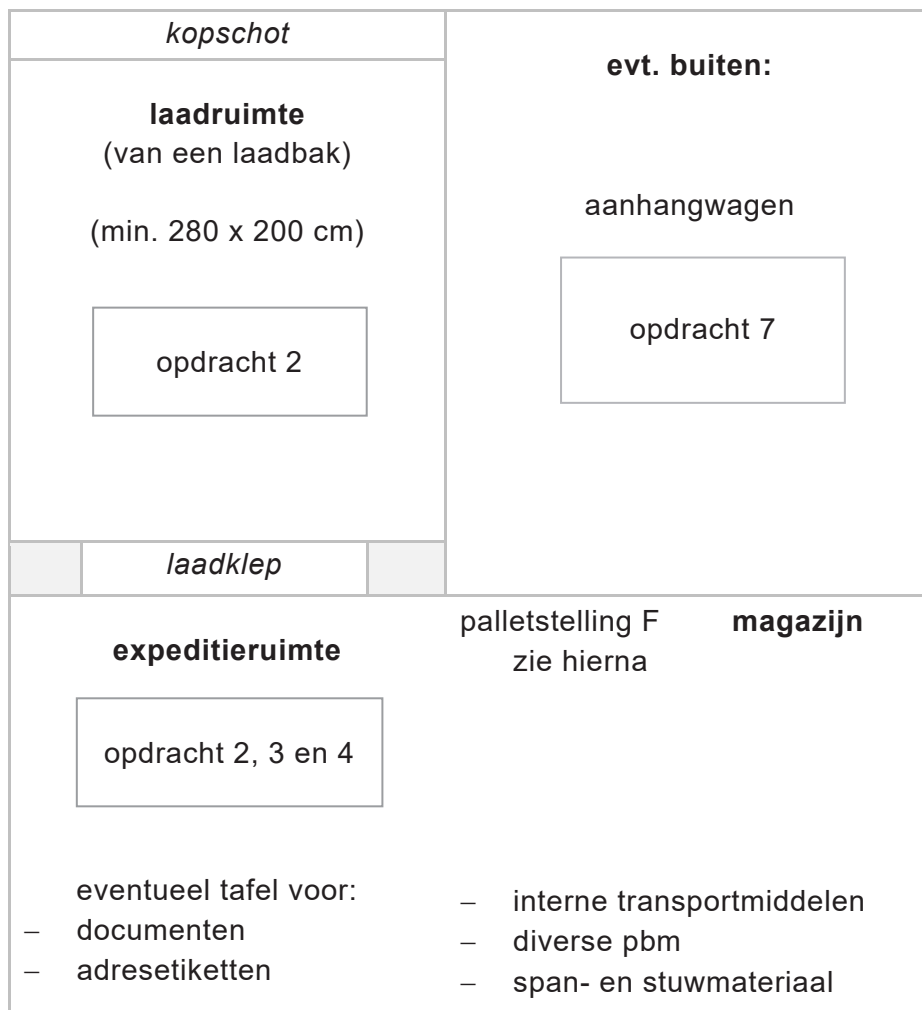 kopschot
laadruimte
(van een laadbak)
(min. 280 x 200 cm)
opdracht 2
laadklep
evt. buiten:
aanhangwagen
opdracht 7
expeditieruimte
opdracht 2, 3 en 4
eventueel tafel voor:
– documenten
– adresetiketten
palletstelling F magazijn
zie hierna
– interne transportmiddelen
– diverse pbm
– span- en stuwmateriaal